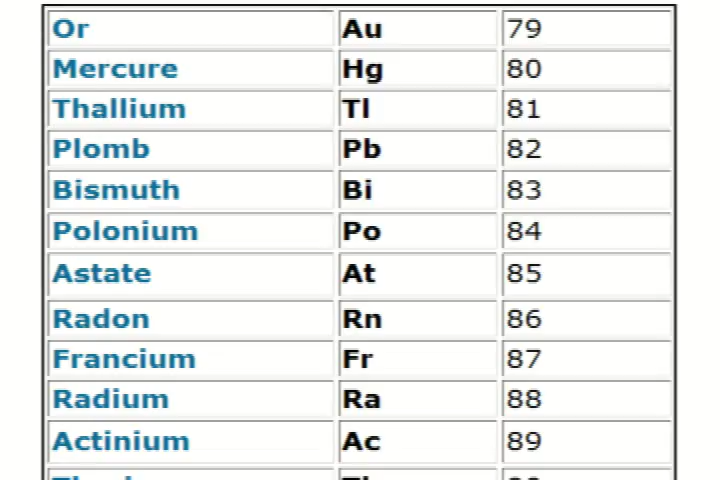 Or Au 79
Mercure Hg 80
Thallium Tl 81
Plomb Pb 82
Bismuth Bi 83
Polonium Po 84
Astate At 85
Radon Rn 86
Francium Fr 87
Radium Ra 88
Actinium Ac 89